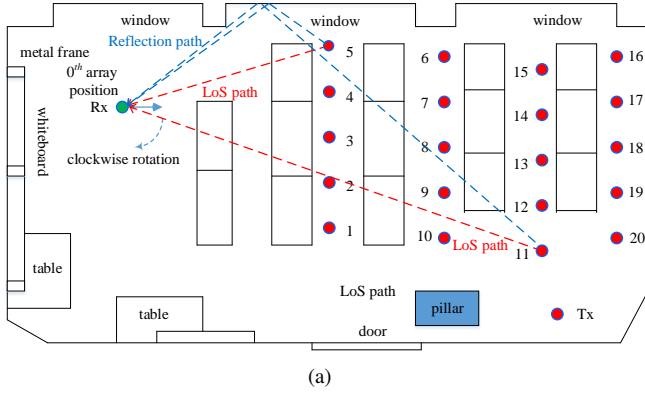 window
window
window
Reflection path
metal frane
0th array
position
Rx
LoS path
whiteboard
clockwise rotation
5
4
3
2
1
6
7
8
9
10
15
14
13
12
11
16
17
18
19
20
LoS path
table
LoS path
table
pillar
Tx
door
(a)